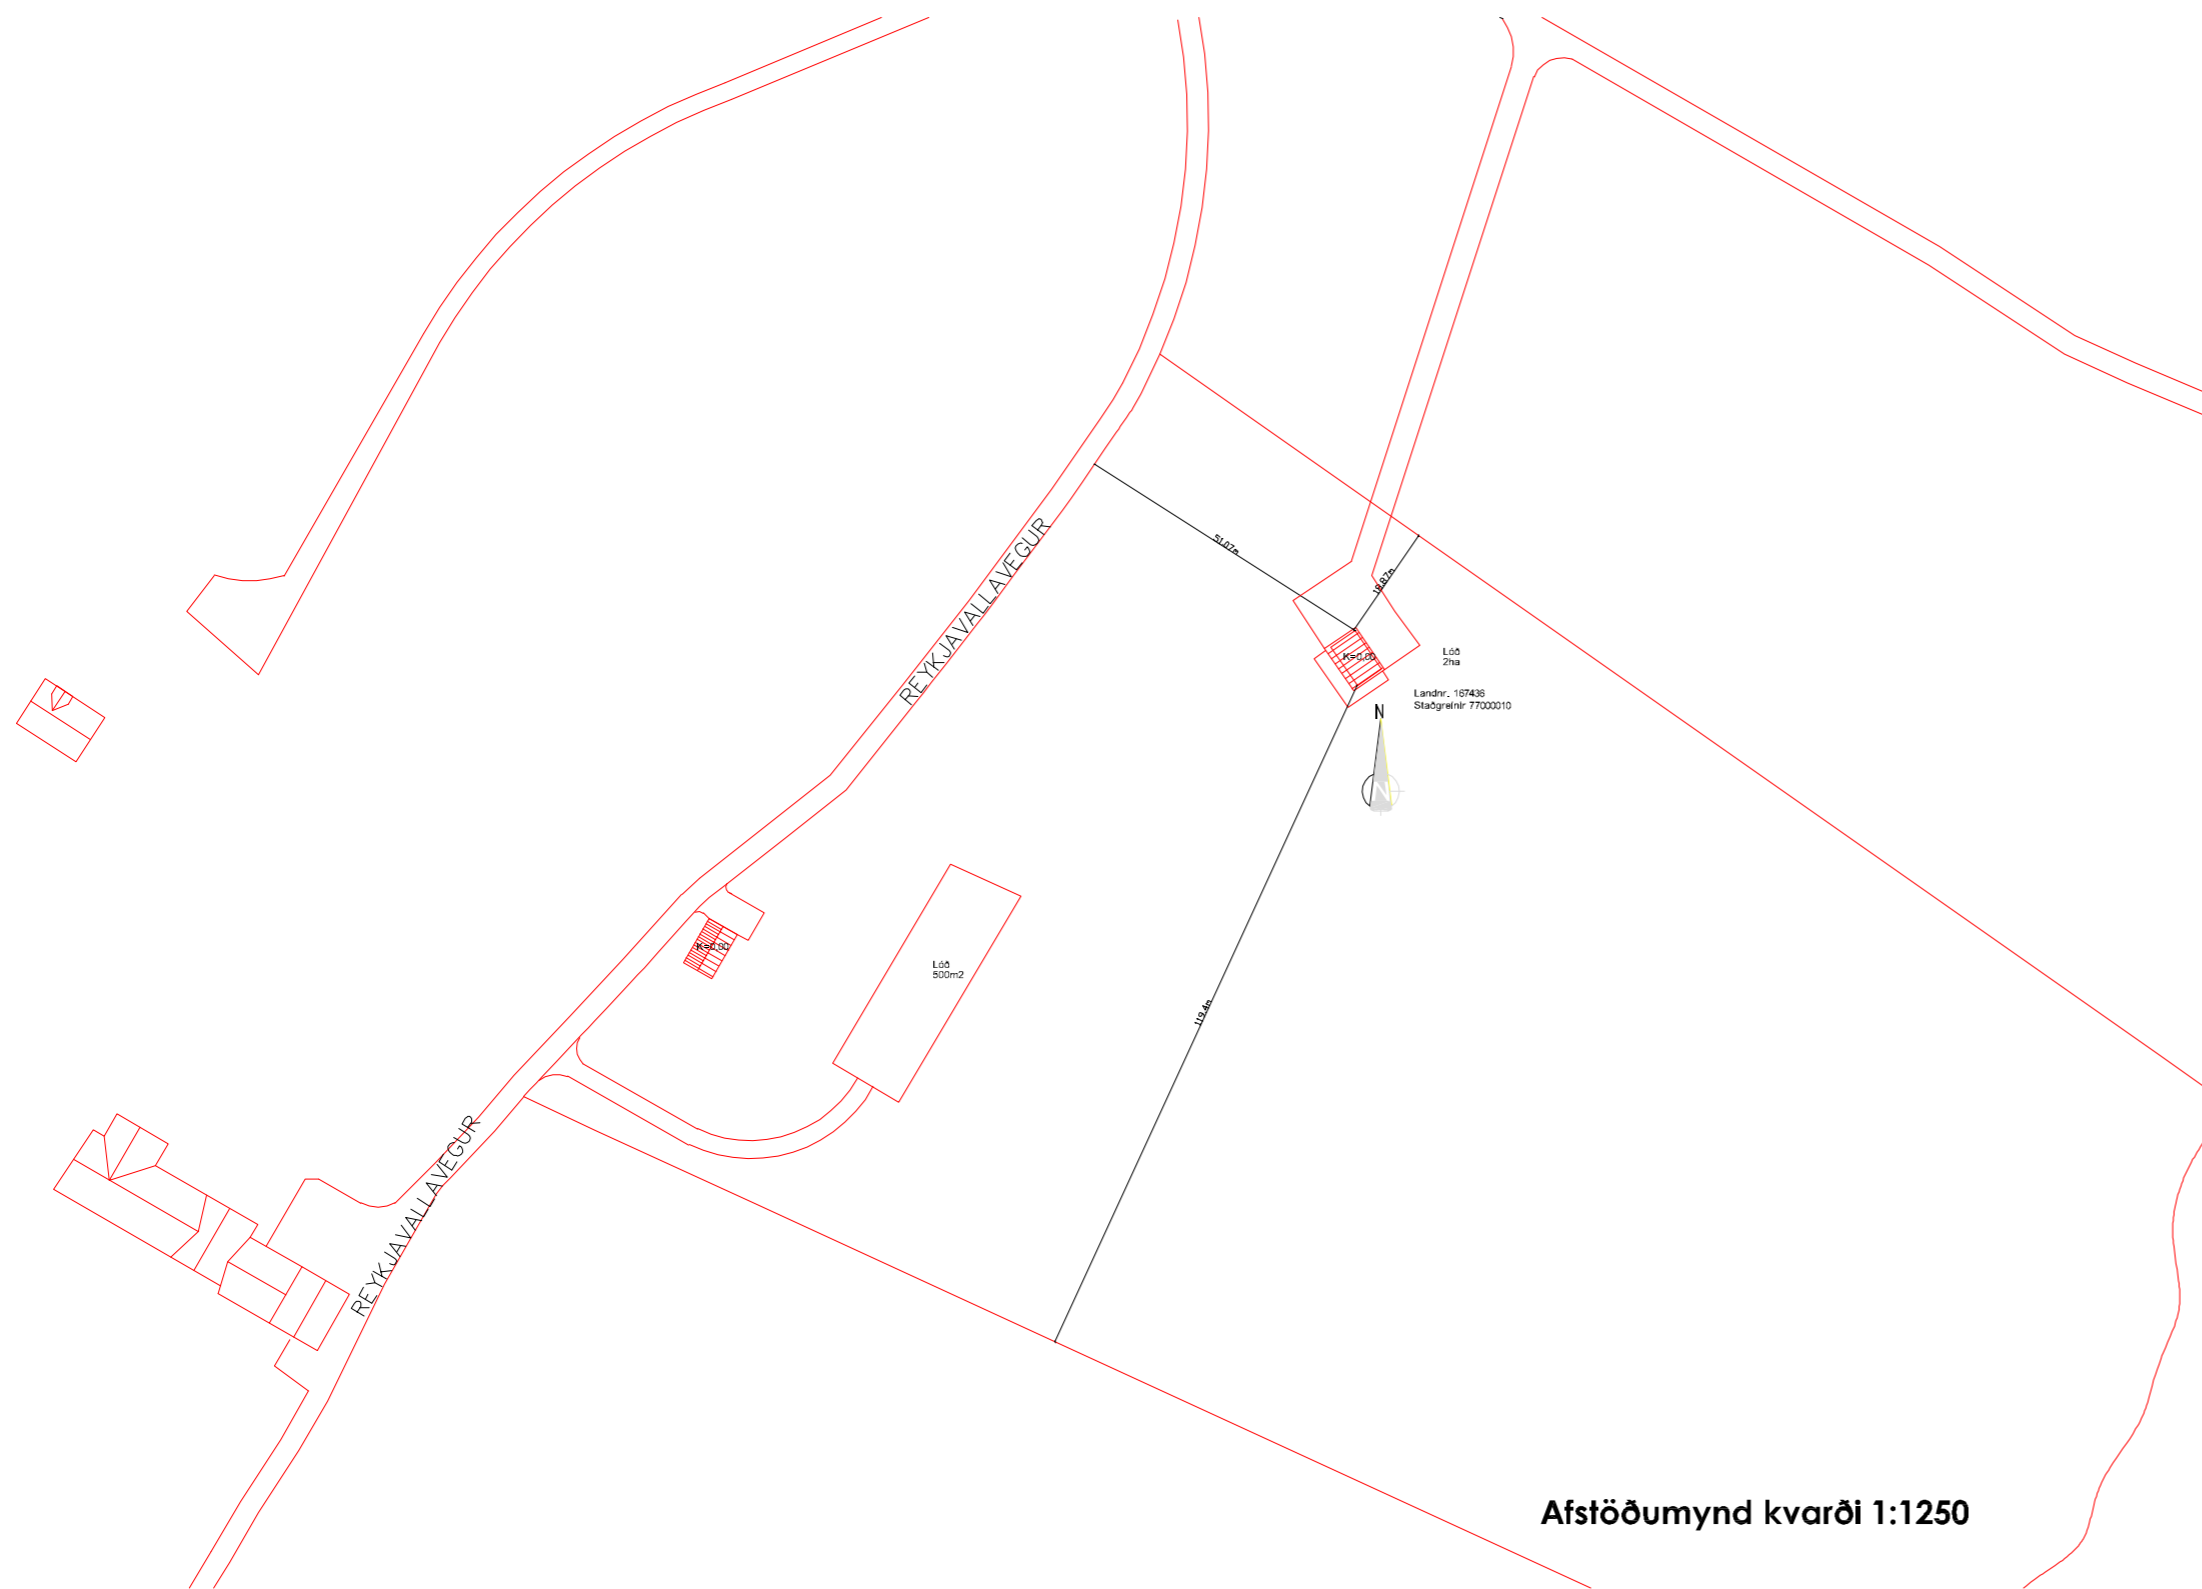 REYKJAVALLAVEGUR
51.07m
18.87m
K=0.00
Lóð
2ha
Landnr. 167436
Staðgreinir 77000010
N
N
K=0.00
Lóð
500m2
119.4m
REYKJAVALLAVEGUR
Afstöðumynd kvarði 1:1250